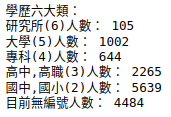 學歷六大類：
研究所(6)人數： 105
大學(5)人數： 1002
專科(4)人數： 644
高中,高職(3)人數： 2265
國中,國小(2)人數： 5639
目前無編號人數： 4484